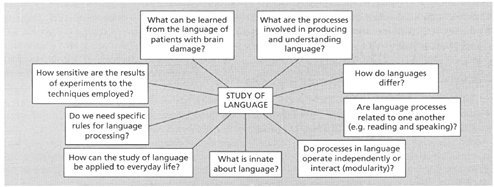 What can be learned
from the language of
patients with brain
damage?
What are the processes
involved in producing
and understanding
language?
How sensitive are the results
of experiments to the
techniques employed?
How do languages
differ?
STUDY OF
LANGUAGE
Do we need specific
rules for language
processing?
Are language processes
related to one another
(e.g. reading and speaking)?
How can the study of language
be applied to everyday life?
What is innate
about language?
Do processes in language
operate independently or
interact (modularity)?